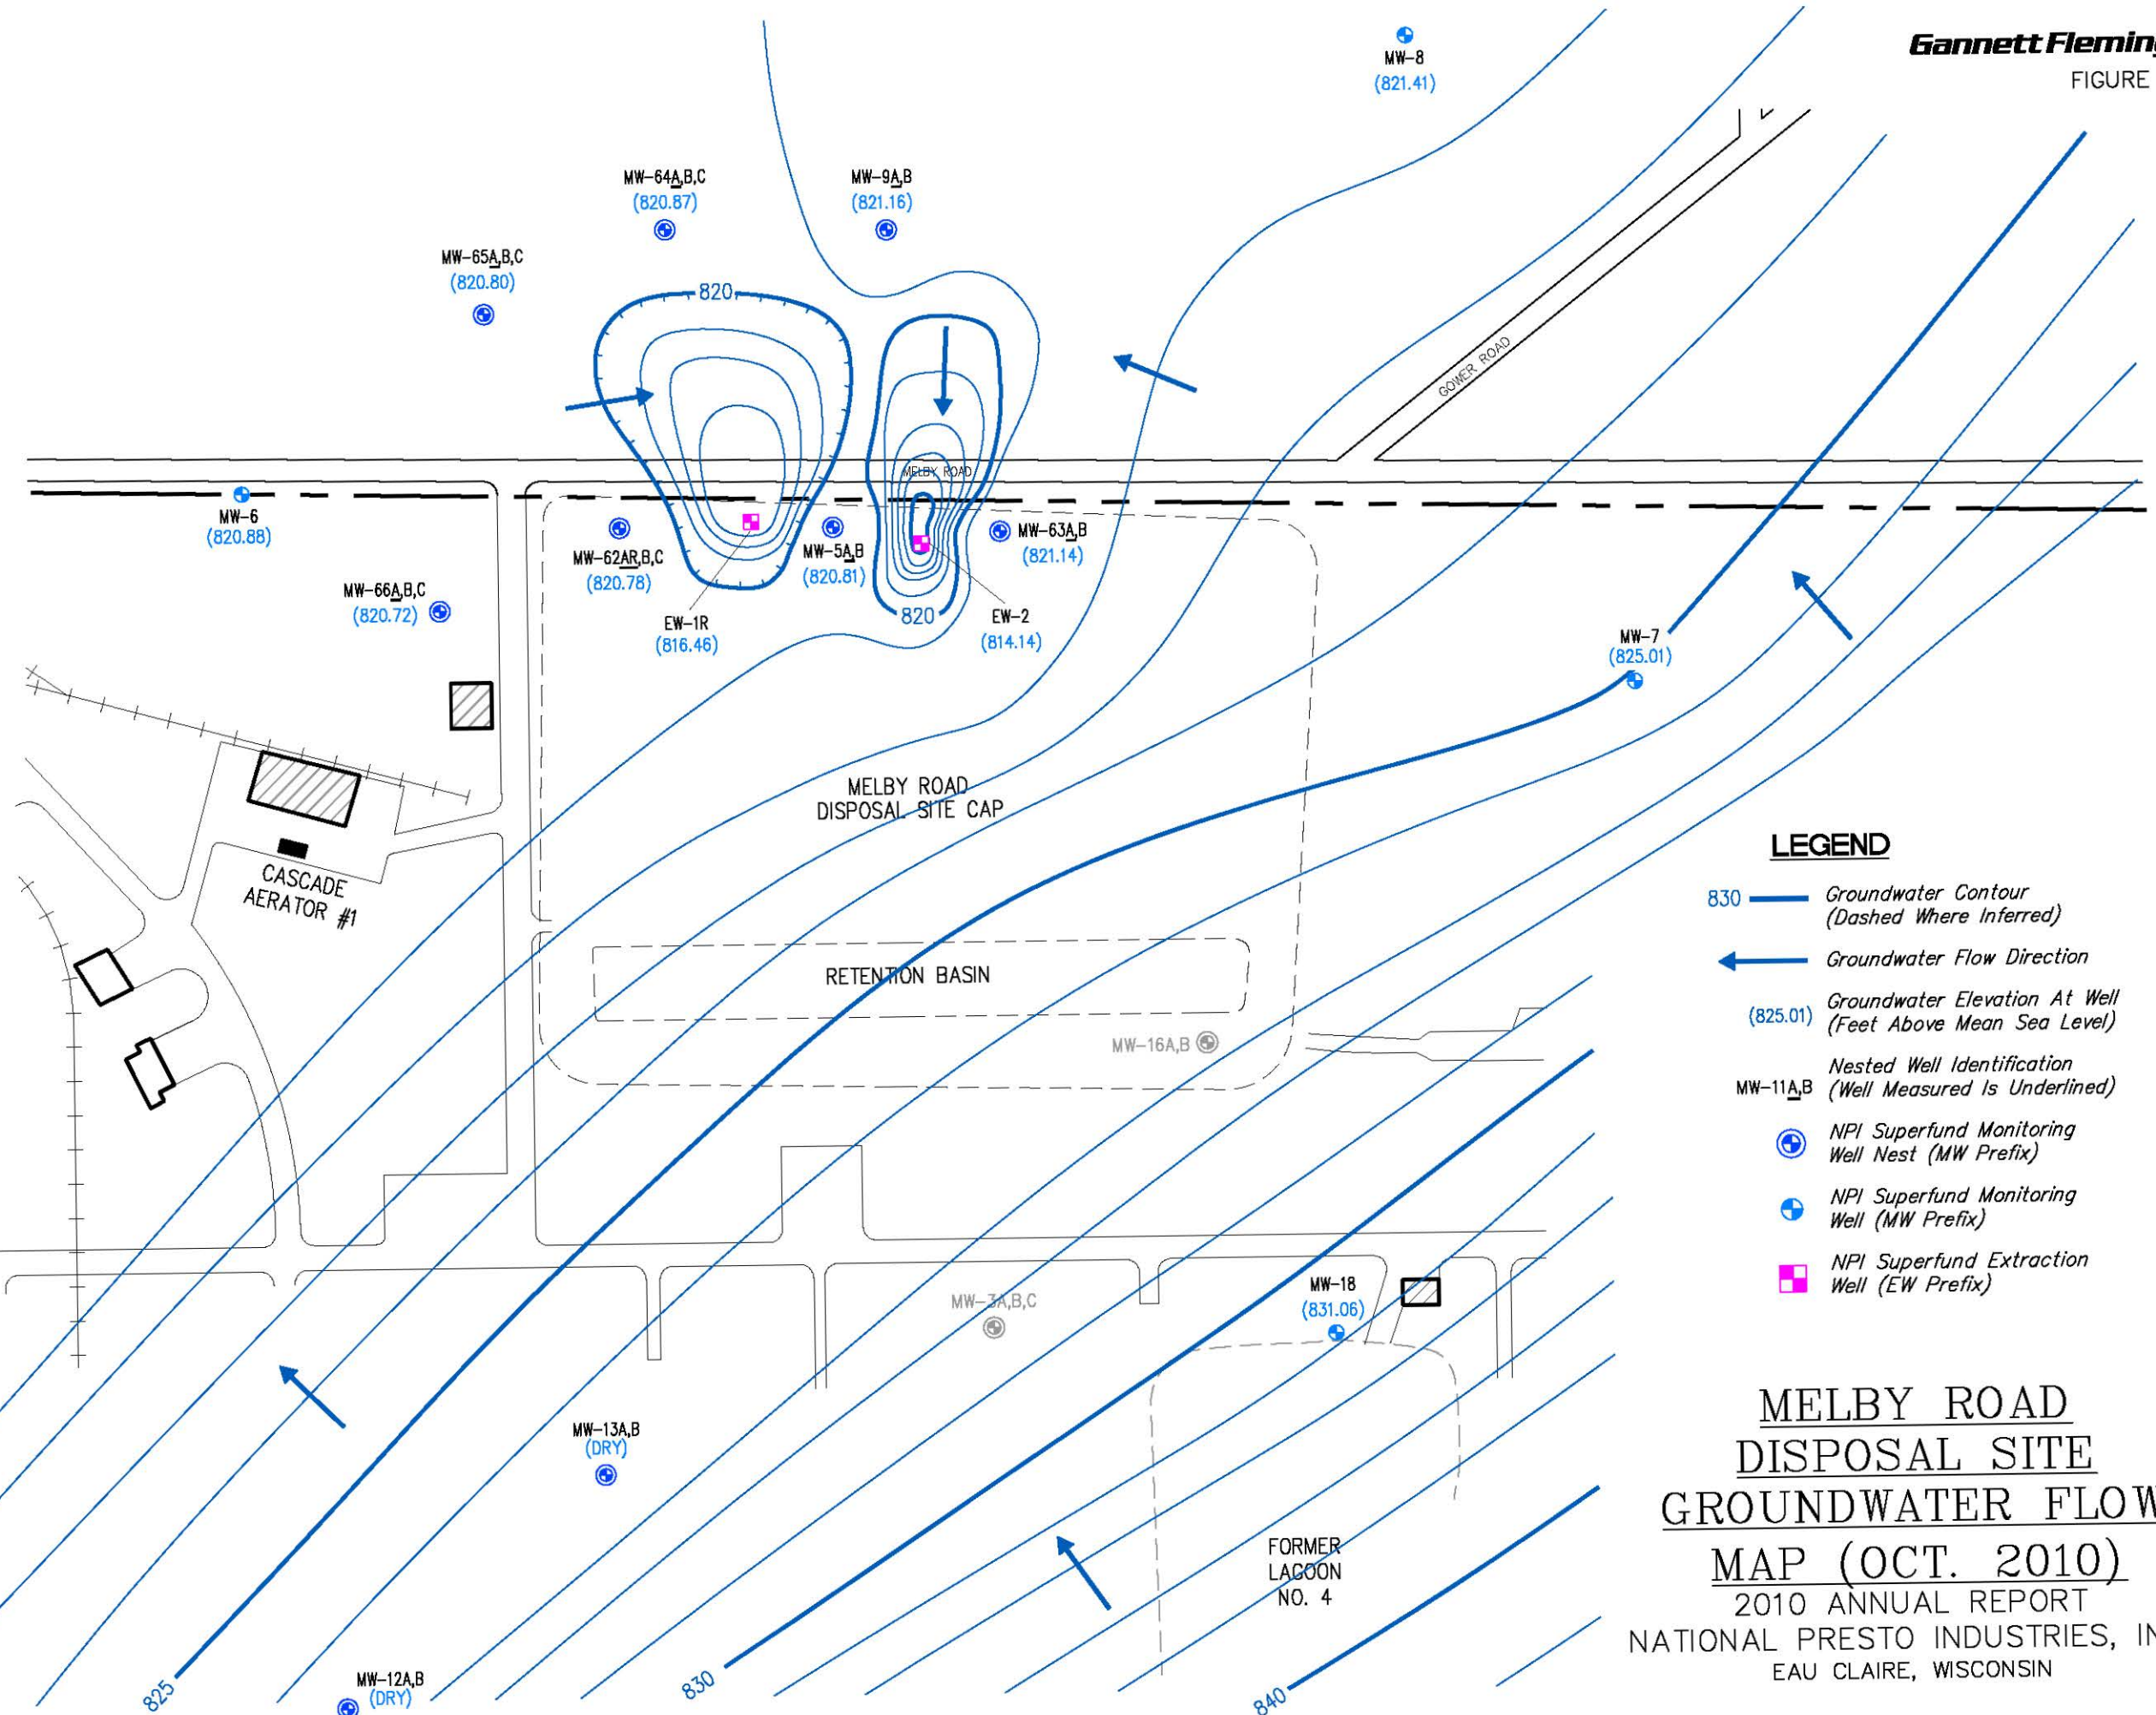 Gannett Fleming
FIGURE
MW-8
(821.41)
MW-64A,B,C
(820.87)
MW-9A,B
(821.16)
MW-65A,B,C
(820.80)
820
GOWER ROAD
MELBY ROAD
MW-6
(820.88)
MW-62AR,B,C
(820.78)
MW-5A,B
(820.81)
MW-63A,B
(821.14)
MW-66A,B,C
(820.72)
EW-1R
(816.46)
820
EW-2
(814.14)
MW-7
(825.01)
MELBY ROAD
DISPOSAL SITE CAP
CASCADE
AERATOR #1
RETENTION BASIN
MW-16A,B
LEGEND
830
Groundwater Contour
(Dashed Where Inferred)
Groundwater Flow Direction
(825.01)
Groundwater Elevation At Well
(Feet Above Mean Sea Level)
MW-11A,B
Nested Well Identification
(Well Measured Is Underlined)
NPI Superfund Monitoring
Well Nest (MW Prefix)
NPI Superfund Monitoring
Well (MW Prefix)
NPI Superfund Extraction
Well (EW Prefix)
MW-3A,B,C
MW-18
(831.06)
MW-13A,B
(DRY)
FORMER
LAGOON
NO. 4
MW-12A,B
(DRY)
825
830
840
MELBY ROAD
DISPOSAL SITE
GROUNDWATER FLOW
MAP (OCT. 2010)
2010 ANNUAL REPORT
NATIONAL PRESTO INDUSTRIES, IN
EAU CLAIRE, WISCONSIN